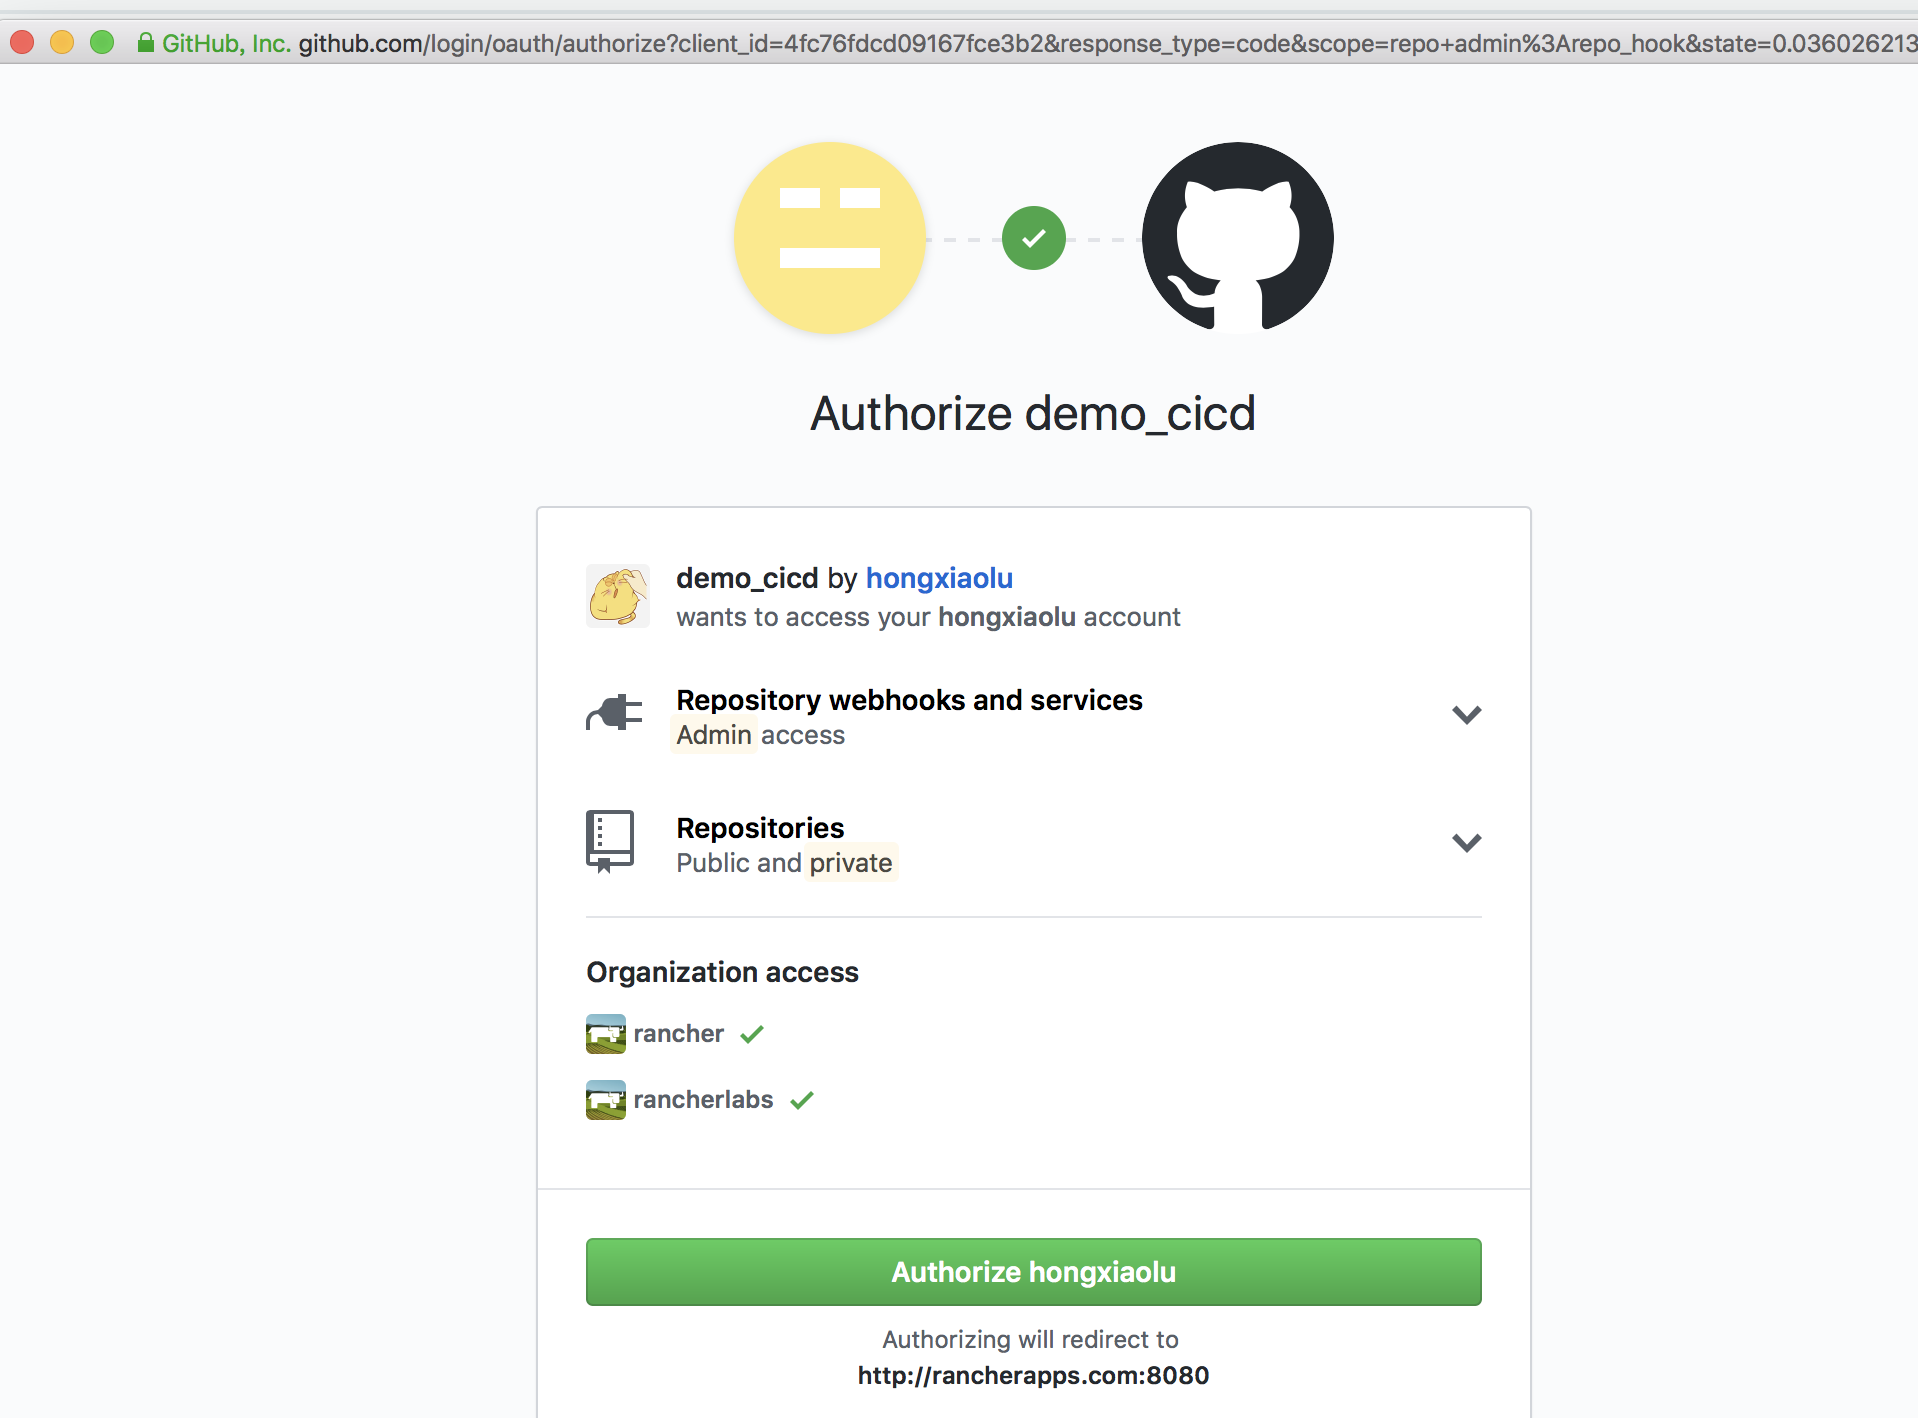 GitHub, Inc. github.com/login/oauth/authorize?client_id=4fc76fdcd09167fce3b2&response_type=code&scope=repo+admin%3Arepo_hook&state=0.036026213
Authorize demo_cicd
demo_cicd by hongxiaolu
wants to access your hongxiaolu account
Repository webhooks and services
Admin access
Repositories
Public and private
Organization access
rancher
rancherlabs
Authorize hongxiaolu
Authorizing will redirect to
http://rancherapps.com:8080